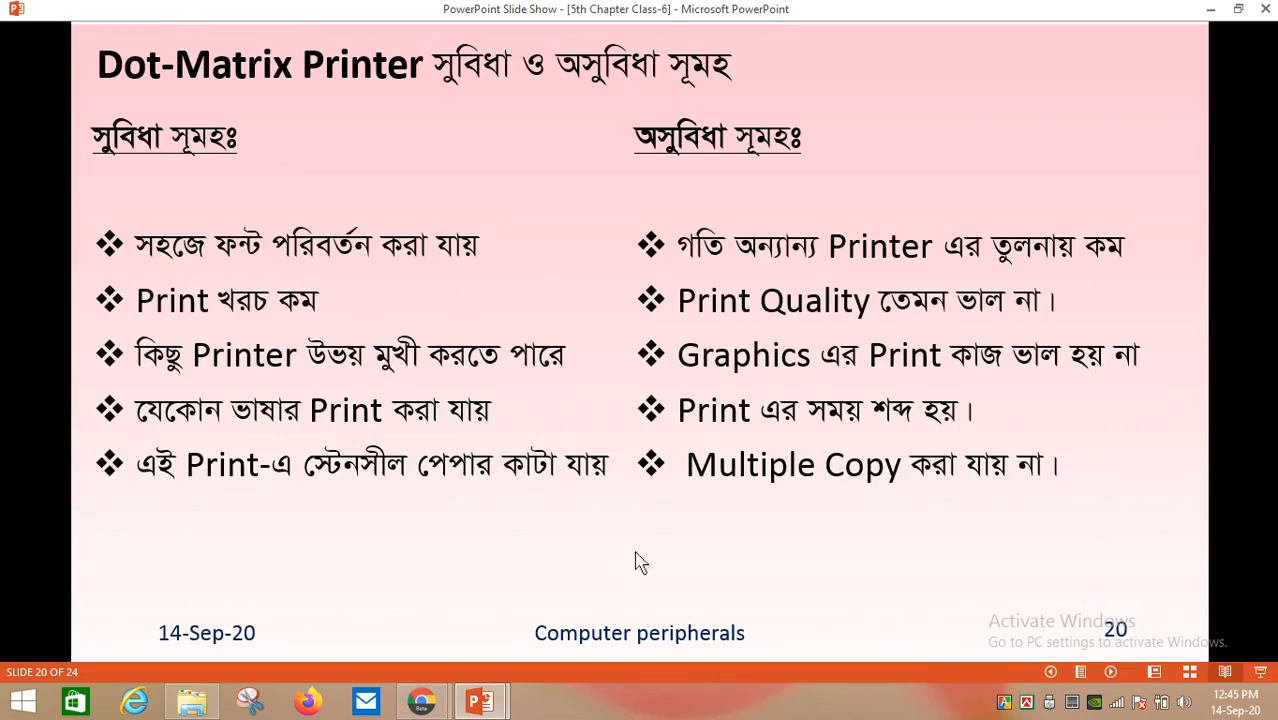 PowerPoint Slide Show - [5th Chapter Class-6] - Microsoft PowerPoint
Dot-Matrix Printer সুবিধা ও অসুবিধা সূমহ
সুবিধা সূমহঃ
❖ সহজে ফন্ট পরিবর্তন করা যায়
❖ Print খরচ কম
❖ কিছু Printer উভয় মুখী করতে পারে
❖ যেকোন ভাষার Print করা যায়
❖ এই Print-এ স্টেনসীল পেপার কাটা যায়
অসুবিধা সূমহঃ
❖ গতি অন্যান্য Printer এর তুলনায় কম
❖ Print Quality তেমন ভাল না।
❖ Graphics এর Print কাজ ভাল হয় না
❖ Print এর সময় শব্দ হয়।
❖ Multiple Copy করা যায় না।
14-Sep-20
Computer peripherals
20
Activate Windows
Go to PC settings to activate Windows.
SLIDE 20 OF 24
12:45 PM
14-Sep-20